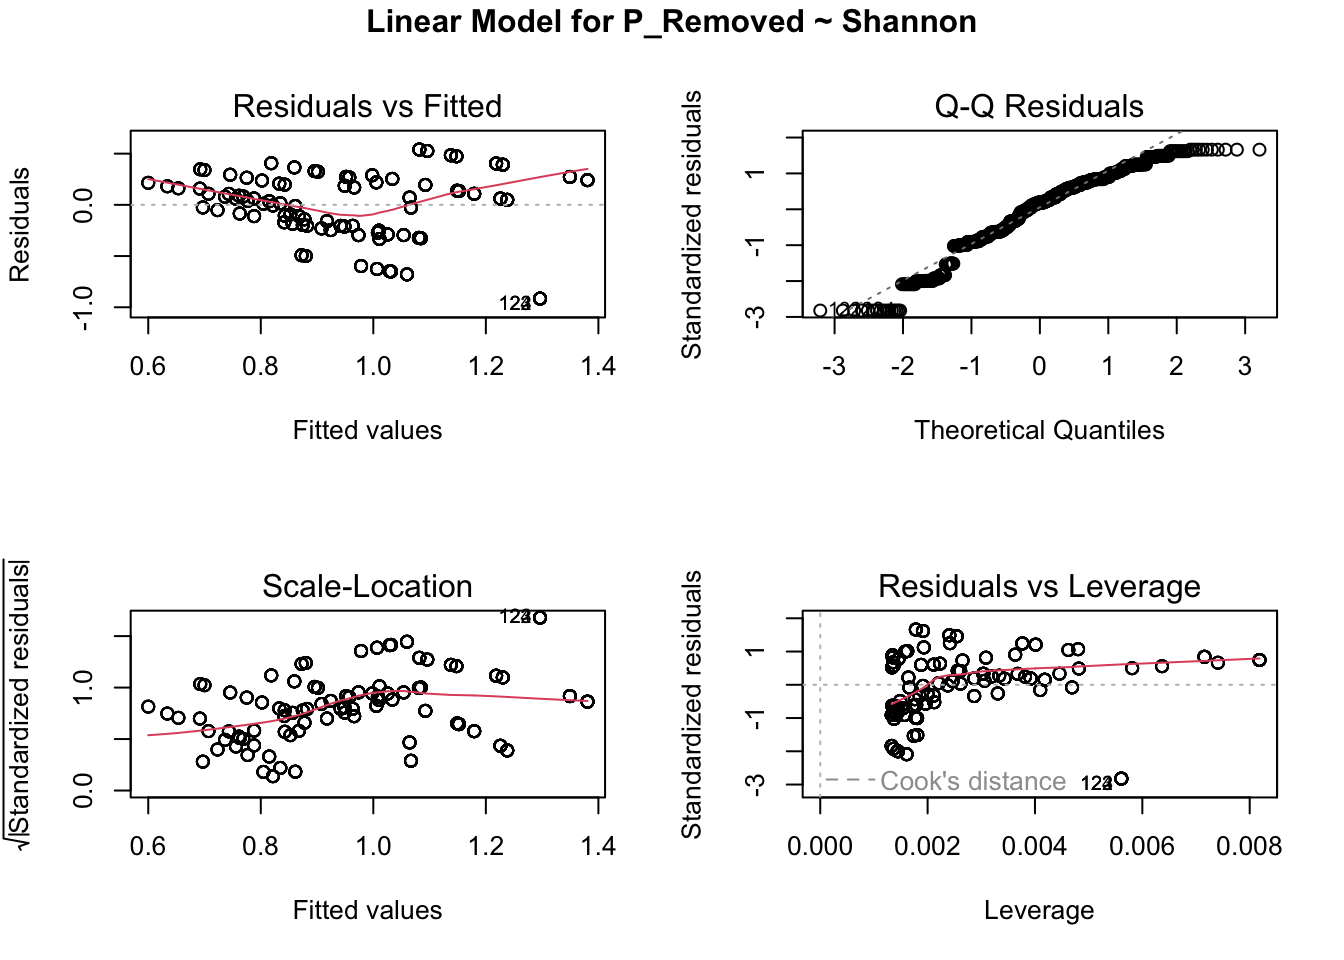 Linear Model for P_Removed ~ Shannon
Residuals vs Fitted
Residuals
0.0
-1.0
0.6 0.8 1.0 1.2 1.4
Fitted values
Q-Q Residuals
Standardized residuals
1
-1
-3
-3 -2 -1 0 1 2 3
Theoretical Quantiles
Scale-Location
√|Standardized residuals|
1.0
0.0
0.6 0.8 1.0 1.2 1.4
Fitted values
Residuals vs Leverage
Standardized residuals
1
-1
-3
Cook's distance
0.000 0.002 0.004 0.006 0.008
Leverage